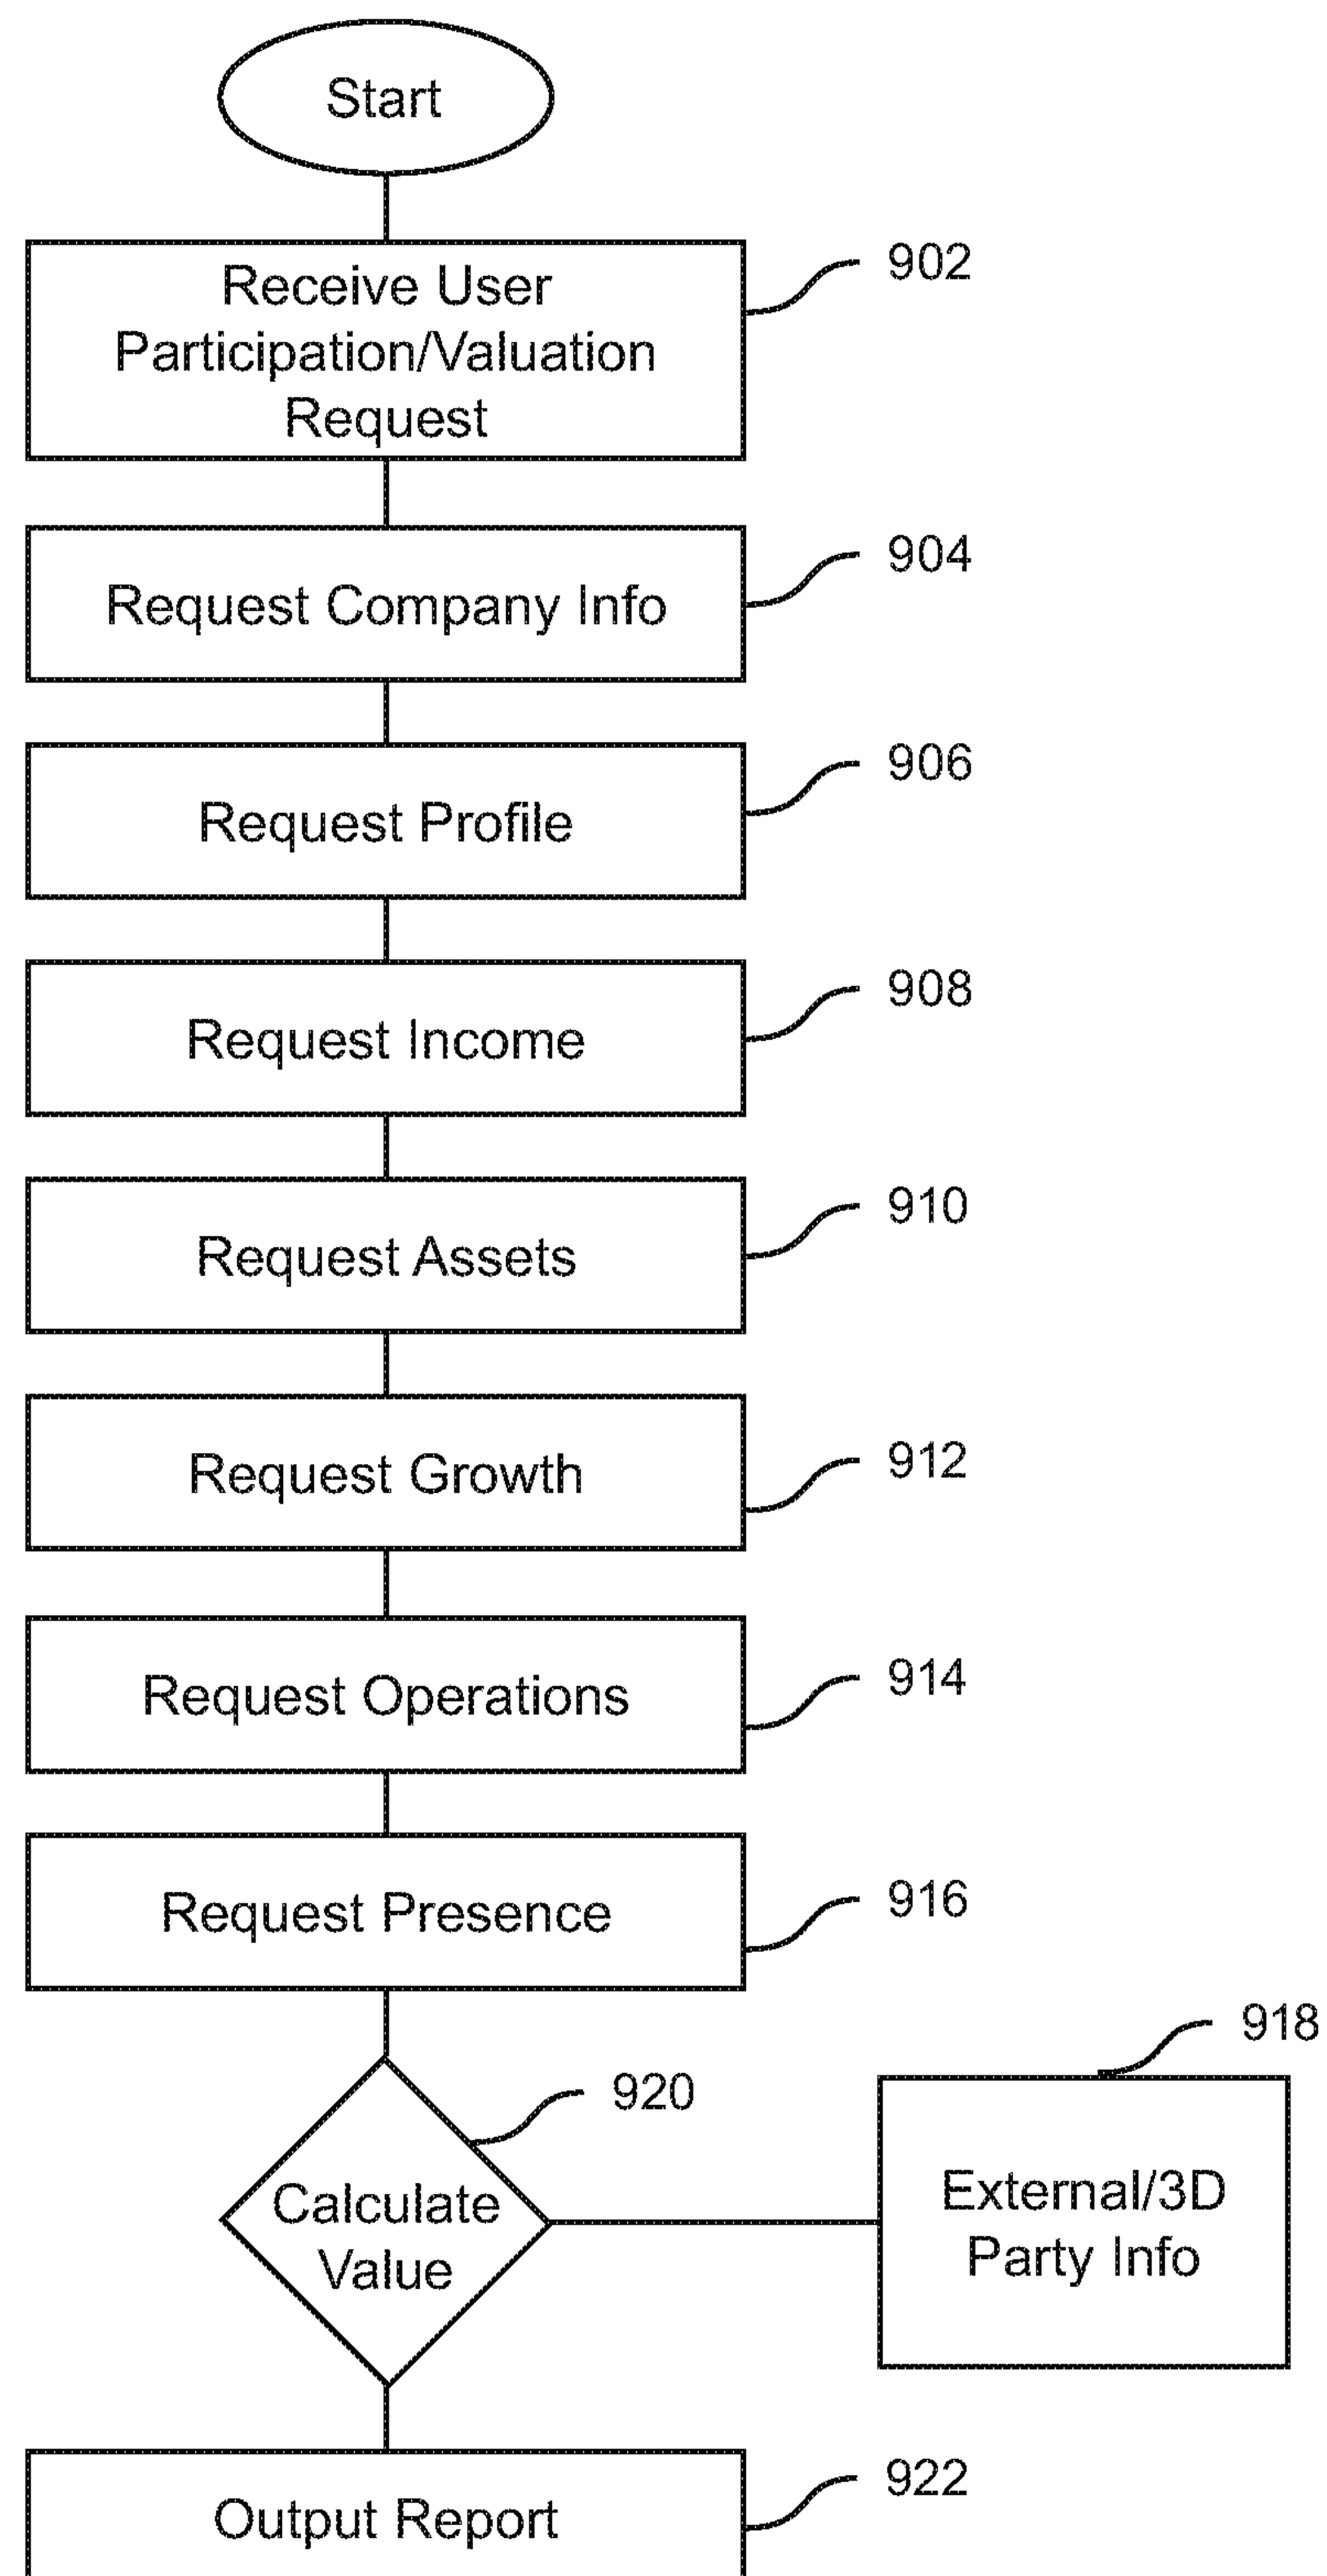 Start
Receive User
Participation/Valuation
Request
902
Request Company Info
904
Request Profile
906
Request Income
908
Request Assets
910
Request Growth
912
Request Operations
914
Request Presence
916
918
920
Calculate
Value
External/3D
Party Info
Output Report
922